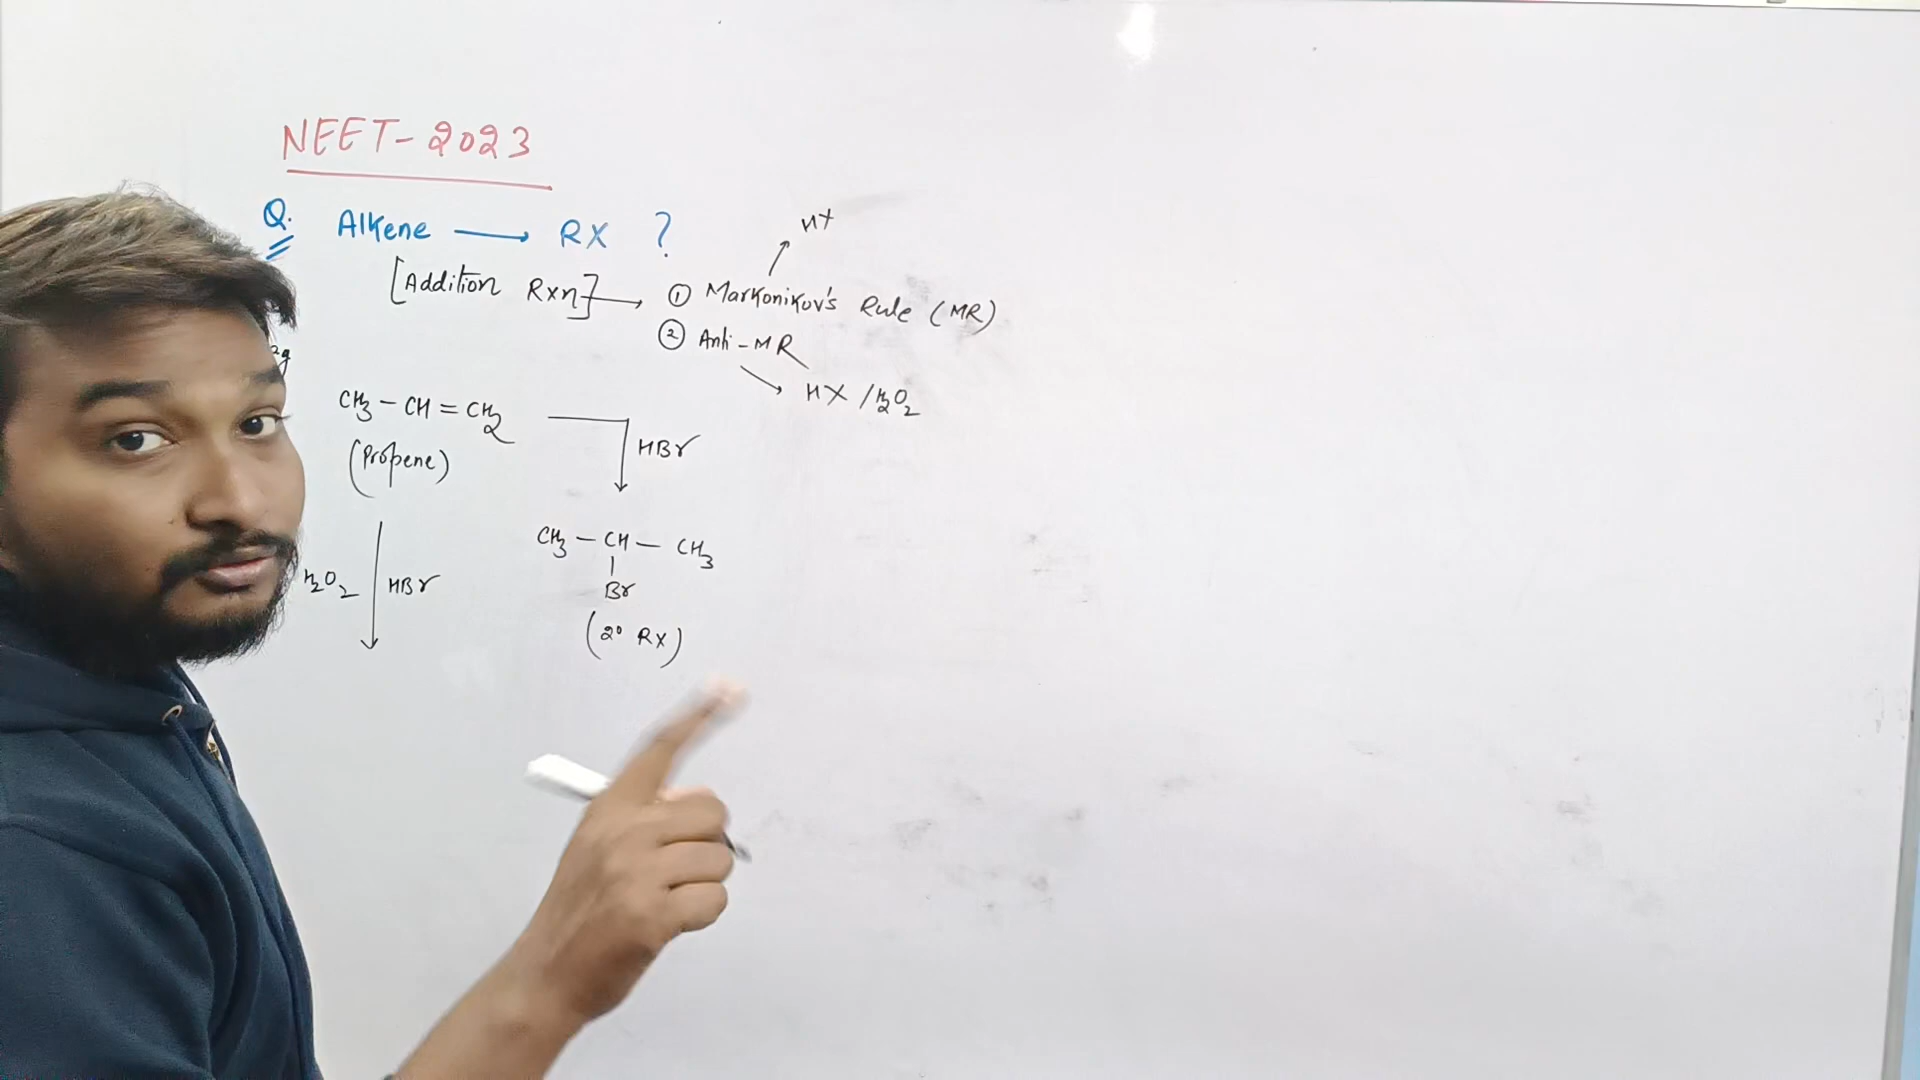 NEET-2023
Q. Alkene → RX ?
HX
[Addition Rxn] → ① Markonikov's Rule (MR)
② Anti-MR
HX / H2O2
CH3 - CH = CH2
(Propene)
HBr
CH3 - CH - CH3
Br
(2° RX)
H2O2 HBr